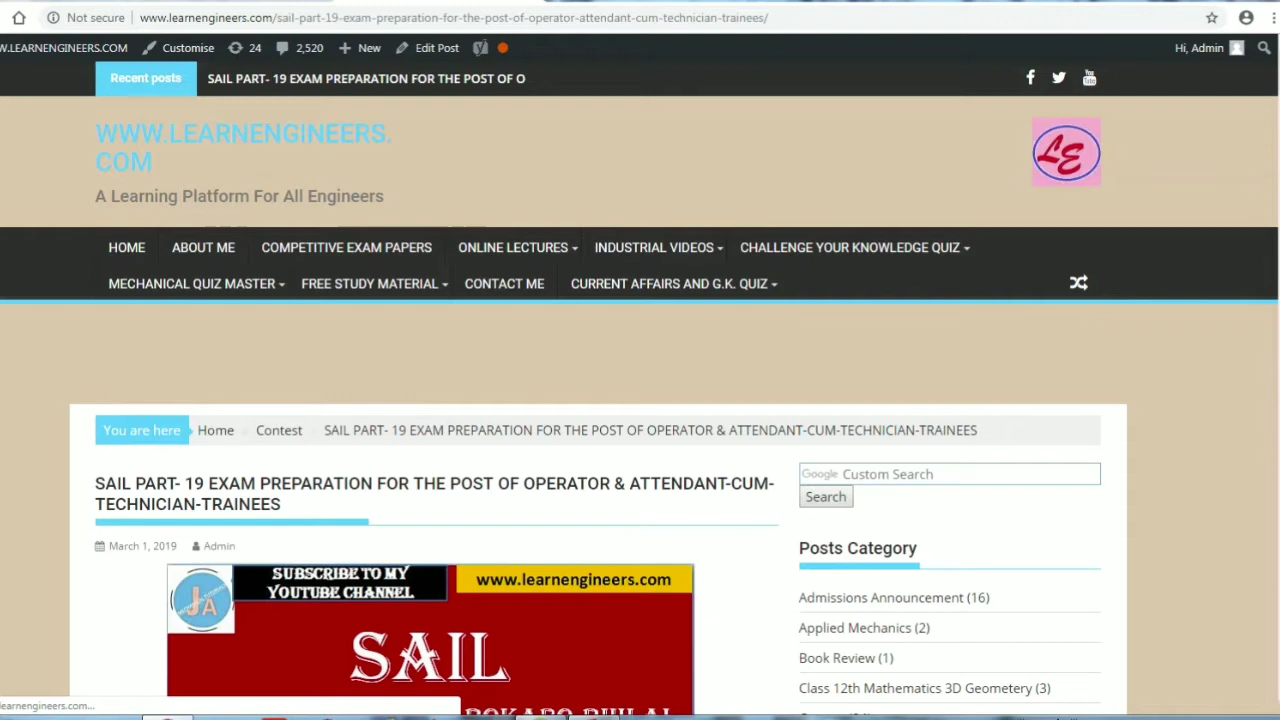 Not secure www.learnengineers.com/sail-part-19-exam-preparation-for-the-post-of-operator-attendant-cum-technician-trainees/
W.LEARNENGINEERS.COM Customise 24 2,520 New Edit Post Hi, Admin
Recent posts SAIL PART- 19 EXAM PREPARATION FOR THE POST OF O
You Tube
WWW.LEARNENGINEERS.
COM
LE
A Learning Platform For All Engineers
HOME ABOUT ME COMPETITIVE EXAM PAPERS ONLINE LECTURES INDUSTRIAL VIDEOS CHALLENGE YOUR KNOWLEDGE QUIZ
MECHANICAL QUIZ MASTER FREE STUDY MATERIAL CONTACT ME CURRENT AFFAIRS AND G.K. QUIZ
You are here Home Contest SAIL PART- 19 EXAM PREPARATION FOR THE POST OF OPERATOR & ATTENDANT-CUM-TECHNICIAN-TRAINEES
SAIL PART- 19 EXAM PREPARATION FOR THE POST OF OPERATOR & ATTENDANT-CUM-
TECHNICIAN-TRAINEES
March 1, 2019 Admin
JA
SUBSCRIBE TO MY
YOUTUBE CHANNEL
www.learnengineers.com
SAIL
BOKARO BHILAI
Google Custom Search
Search
Posts Category
Admissions Announcement (16)
Applied Mechanics (2)
Book Review (1)
Class 12th Mathematics 3D Geometery (3)
learnengineers.com...